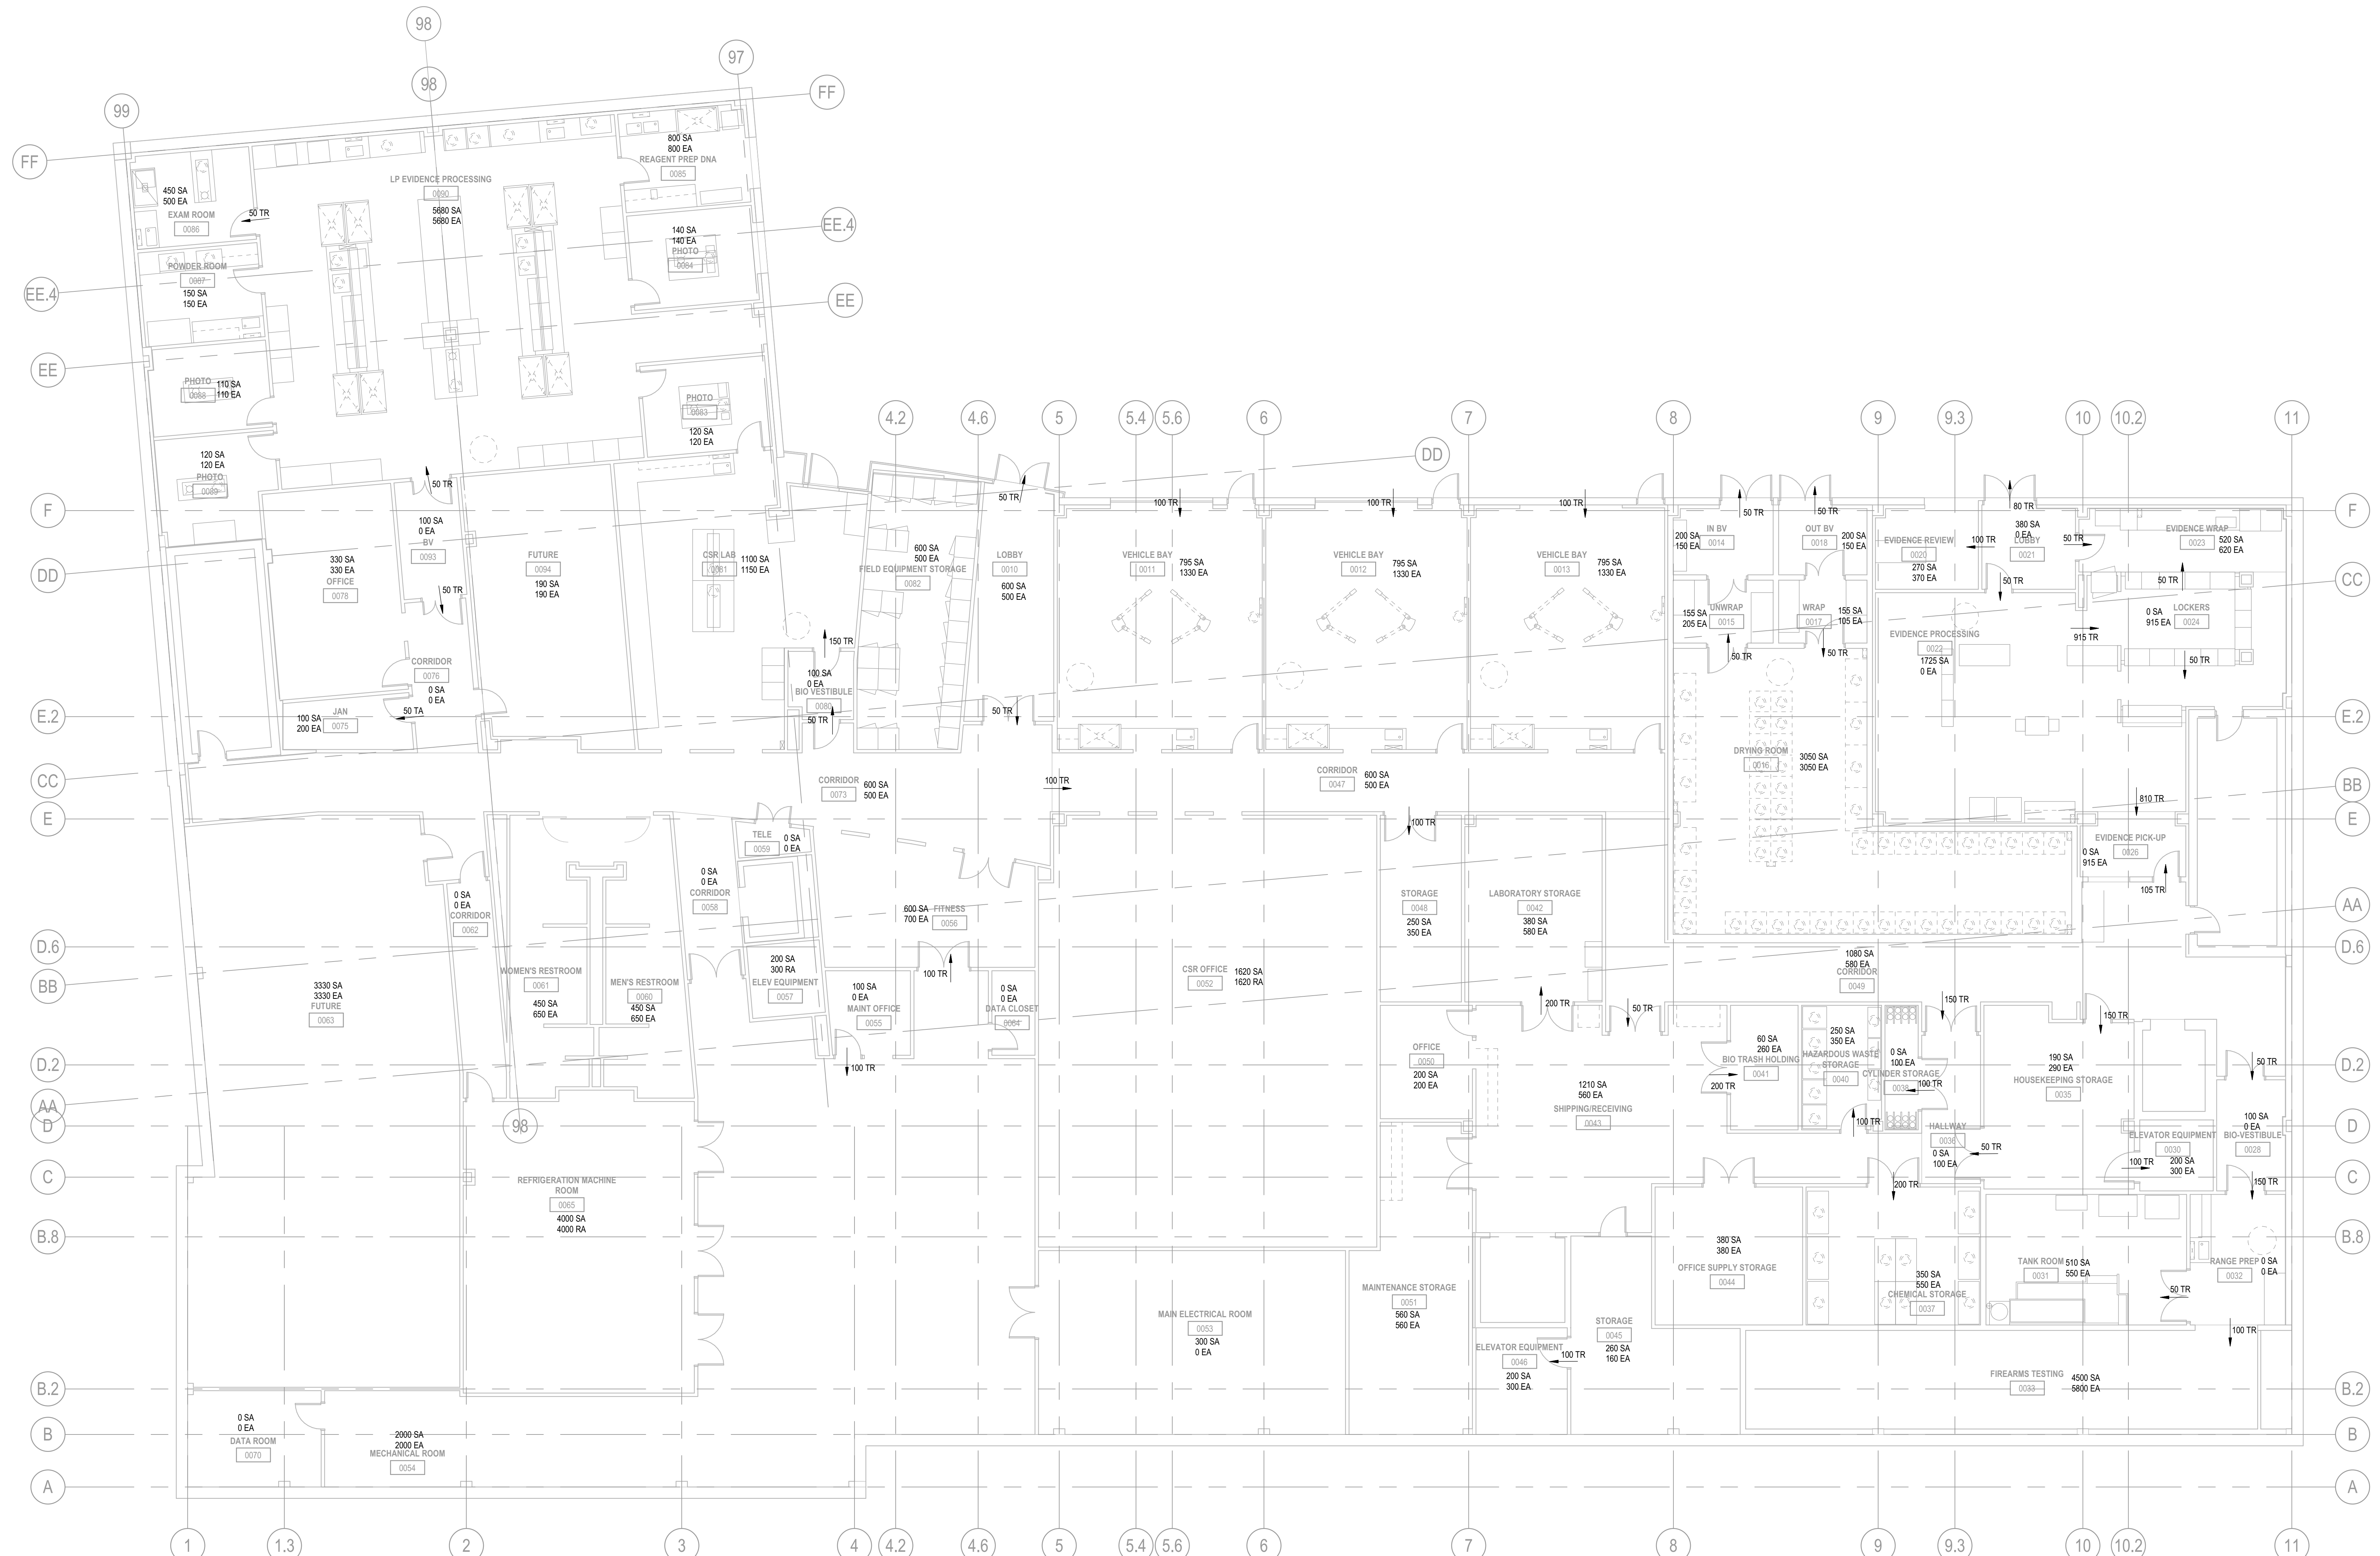 98
97
98
FF
99
FF
800 SA
800 EA
REAGENT PREP DNA
0085
LP EVIDENCE PROCESSING
0090
5680 SA
5680 EA
450 SA
500 EA
EXAM ROOM
0086
50 TR
EE.4
140 SA
140 EA
PHOTO
0084
POWDER ROOM
0087
150 SA
150 EA
EE.4
EE
EE
PHOTO
0088
110 SA
110 EA
PHOTO
0083
120 SA
120 EA
4.2
4.6
5
5.4
5.6
6
7
8
9
9.3
10
10.2
11
DD
120 SA
120 EA
PHOTO
0089
50 TR
50 TR
100 TR
100 TR
100 TR
50 TR
50 TR
80 TR
F
F
100 SA
0 EA
BV
0093
330 SA
330 EA
OFFICE
0078
FUTURE
0094
190 SA
190 EA
CSR LAB
0081
1100 SA
1150 EA
600 SA
500 EA
FIELD EQUIPMENT STORAGE
0082
LOBBY
0010
600 SA
500 EA
VEHICLE BAY
0011
795 SA
1330 EA
VEHICLE BAY
0012
795 SA
1330 EA
VEHICLE BAY
0013
795 SA
1330 EA
IN BV
0014
200 SA
150 EA
OUT BV
0018
200 SA
150 EA
EVIDENCE REVIEW
0020
270 SA
370 EA
100 TR
380 SA
0 EA
LOBBY
0021
50 TR
EVIDENCE WRAP
0023
520 SA
620 EA
DD
CC
50 TR
50 TR
50 TR
155 SA
205 EA
UNWRAP
0015
WRAP
0017
155 SA
105 EA
50 TR
50 TR
EVIDENCE PROCESSING
0022
1725 SA
0 EA
0 SA
915 EA
LOCKERS
0024
915 TR
50 TR
150 TR
CORRIDOR
0076
0 SA
0 EA
100 SA
0 EA
BIO VESTIBULE
0080
50 TR
50 TR
E.2
E.2
JAN
0075
100 SA
200 EA
50 TA
DRYING ROOM
0016
3050 SA
3050 EA
CC
BB
CORRIDOR
0073
600 SA
500 EA
100 TR
CORRIDOR
0047
600 SA
500 EA
810 TR
E
E
100 TR
TELE
0059
0 SA
0 EA
EVIDENCE PICK-UP
0026
0 SA
915 EA
105 TR
0 SA
0 EA
CORRIDOR
0058
0 SA
0 EA
CORRIDOR
0062
600 SA
700 EA
FITNESS
0056
STORAGE
0048
250 SA
350 EA
LABORATORY STORAGE
0042
380 SA
580 EA
AA
D.6
D.6
BB
WOMEN'S RESTROOM
0061
450 SA
650 EA
MEN'S RESTROOM
0060
450 SA
650 EA
200 SA
300 RA
ELEV EQUIPMENT
0057
100 TR
100 SA
0 EA
MAINT OFFICE
0055
0 SA
0 EA
DATA CLOSET
0064
CSR OFFICE
0052
1620 SA
1620 RA
1080 SA
580 EA
CORRIDOR
0049
3330 SA
3330 EA
FUTURE
0063
200 TR
50 TR
150 TR
150 TR
OFFICE
0050
200 SA
200 EA
60 SA
260 EA
BIO TRASH HOLDING
0041
200 TR
250 SA
350 EA
HAZARDOUS WASTE
STORAGE
0040
0 SA
100 EA
CYLINDER STORAGE
0038
100 TR
190 SA
290 EA
HOUSEKEEPING STORAGE
0035
50 TR
D.2
D.2
100 TR
1210 SA
560 EA
SHIPPING/RECEIVING
0043
100 TR
AA
D
98
D
HALLWAY
0036
0 SA
100 EA
50 TR
ELEVATOR EQUIPMENT
0030
200 SA
300 EA
100 TR
100 SA
0 EA
BIO-VESTIBULE
0028
150 TR
C
C
200 TR
REFRIGERATION MACHINE
ROOM
0065
4000 SA
4000 RA
B.8
B.8
380 SA
380 EA
OFFICE SUPPLY STORAGE
0044
350 SA
550 EA
CHEMICAL STORAGE
0037
TANK ROOM
0031
510 SA
550 EA
RANGE PREP
0032
0 SA
0 EA
50 TR
100 TR
MAINTENANCE STORAGE
0051
560 SA
560 EA
MAIN ELECTRICAL ROOM
0053
300 SA
0 EA
STORAGE
0045
260 SA
160 EA
ELEVATOR EQUIPMENT
0046
200 SA
300 EA
100 TR
FIREARMS TESTING
0033
4500 SA
5800 EA
B.2
B.2
0 SA
0 EA
DATA ROOM
0070
2000 SA
2000 EA
MECHANICAL ROOM
0054
B
B
A
A
1
1.3
2
3
4
4.2
4.6
5
5.4
5.6
6
7
8
9
9.3
10
10.2
11